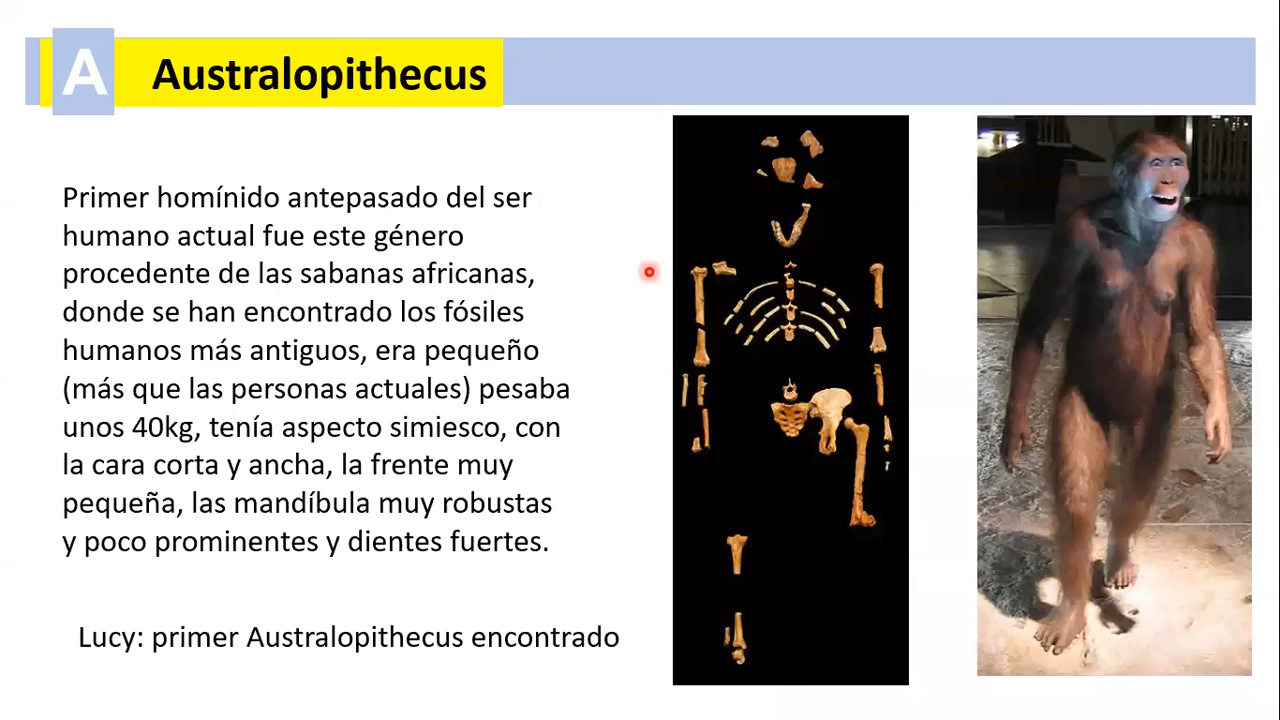 A Australopithecus
Primer homínido antepasado del ser
humano actual fue este género
procedente de las sabanas africanas,
donde se han encontrado los fósiles
humanos más antiguos, era pequeño
(más que las personas actuales) pesaba
unos 40kg, tenía aspecto simiesco, con
la cara corta y ancha, la frente muy
pequeña, las mandíbula muy robustas
y poco prominentes y dientes fuertes.
Lucy: primer Australopithecus encontrado